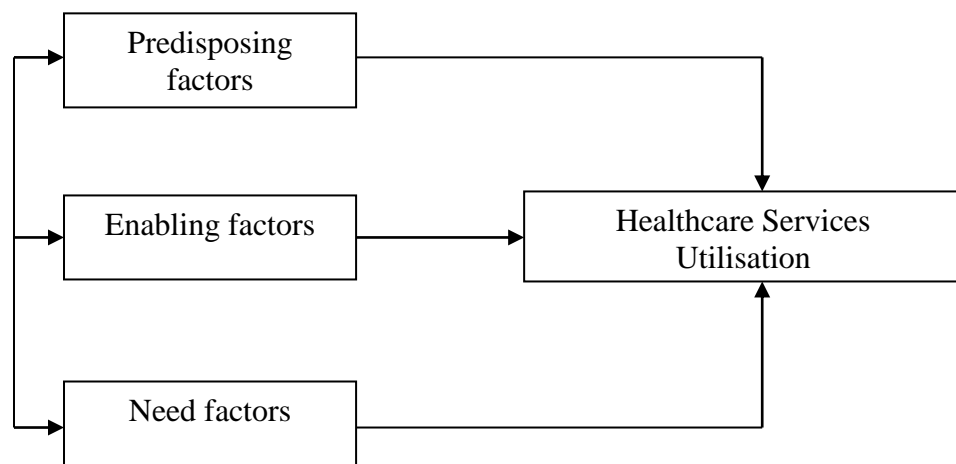 Predisposing
factors
Enabling factors
Healthcare Services
Utilisation
Need factors